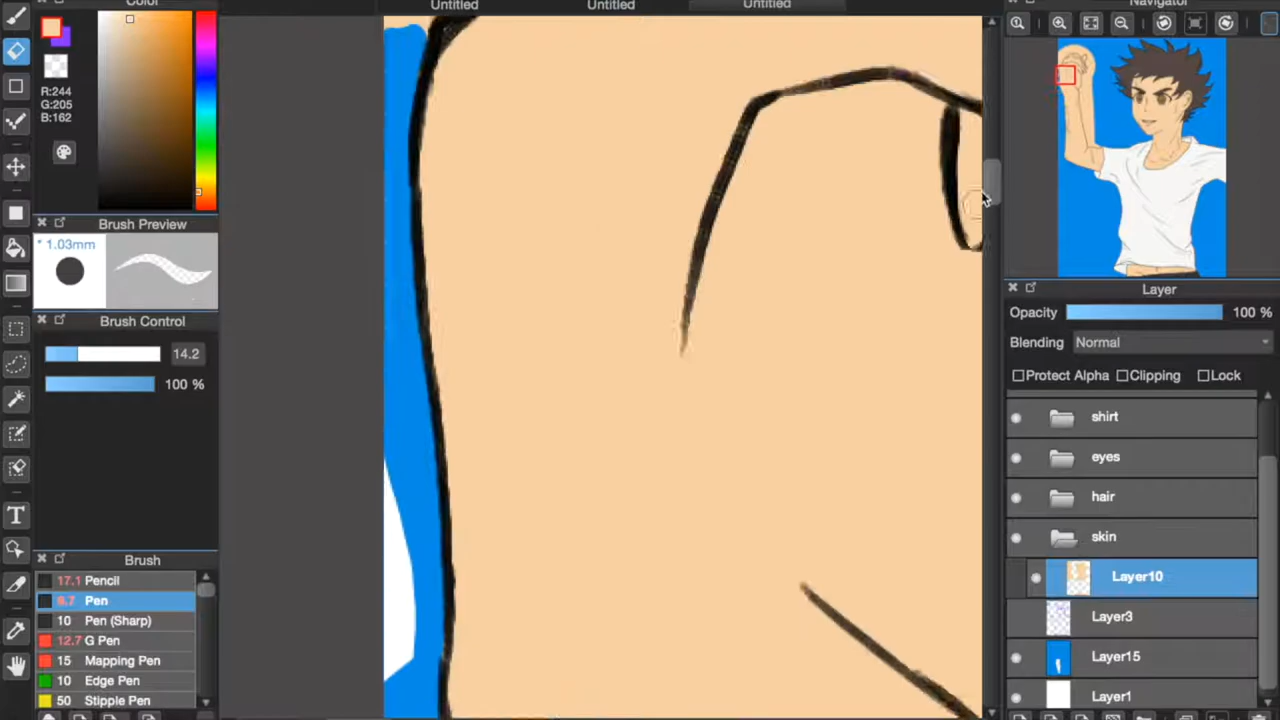 Color
Untitled
Untitled
Untitled
Navigator
R:244
G:205
B:162
Brush Preview
* 1.03mm
Brush Control
14.2
100 %
Brush
17.1 Pencil
Pen
10 Pen (Sharp)
12.7 G Pen
15 Mapping Pen
10 Edge Pen
50 Stipple Pen
T
Layer
Opacity 100 %
Blending Normal
Protect Alpha Clipping Lock
shirt
eyes
hair
skin
Layer10
Layer3
Layer15
Layer1